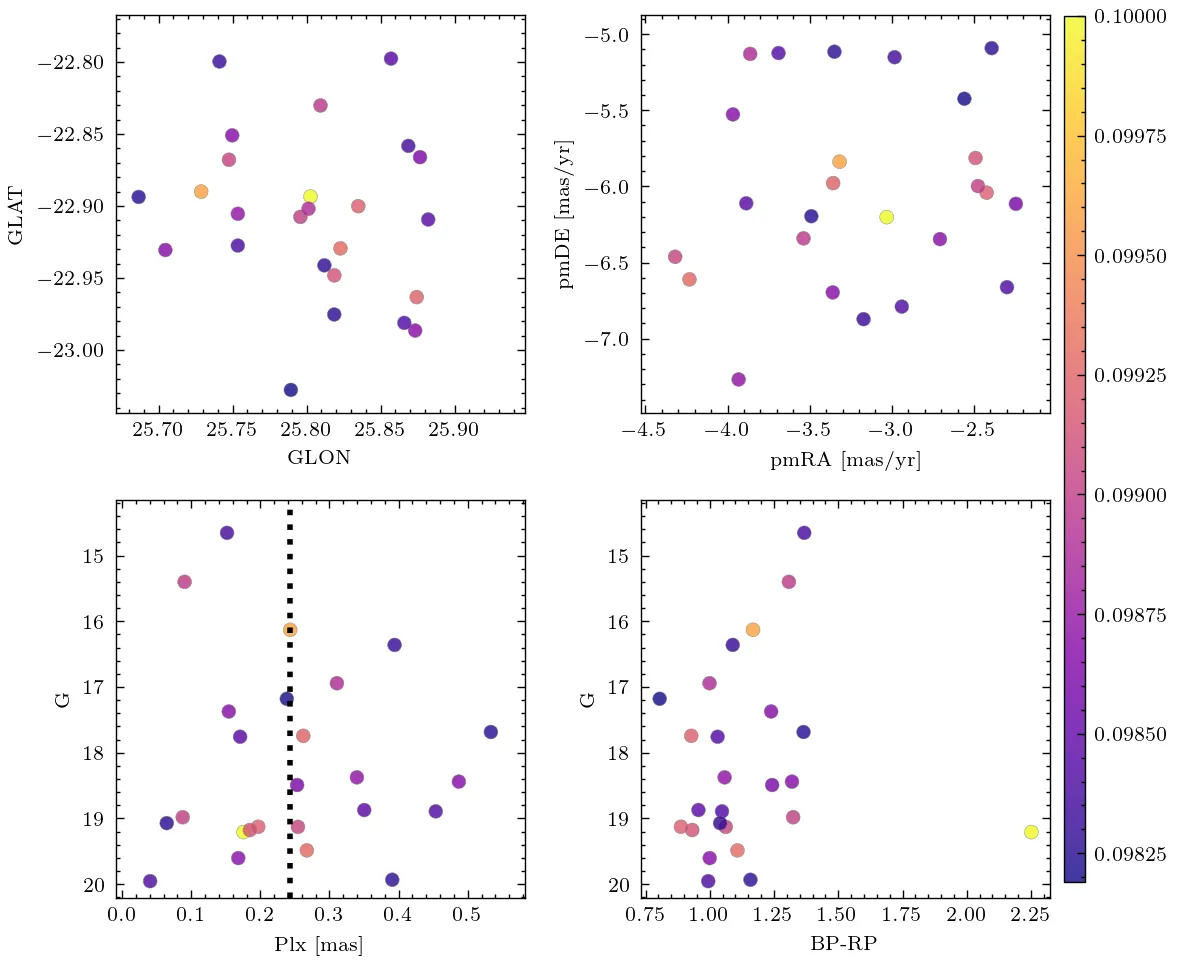 −22.80
−22.85
−22.90
−22.95
−23.00
GLAT
25.70 25.75 25.80 25.85 25.90
GLON
−5.0
−5.5
−6.0
−6.5
−7.0
pmDE [mas/yr]
−4.5 −4.0 −3.5 −3.0 −2.5
pmRA [mas/yr]
15
16
17
18
19
20
G
0.0 0.1 0.2 0.3 0.4 0.5
Plx [mas]
15
16
17
18
19
20
G
0.75 1.00 1.25 1.50 1.75 2.00 2.25
BP-RP
0.10000
0.09975
0.09950
0.09925
0.09900
0.09875
0.09850
0.09825